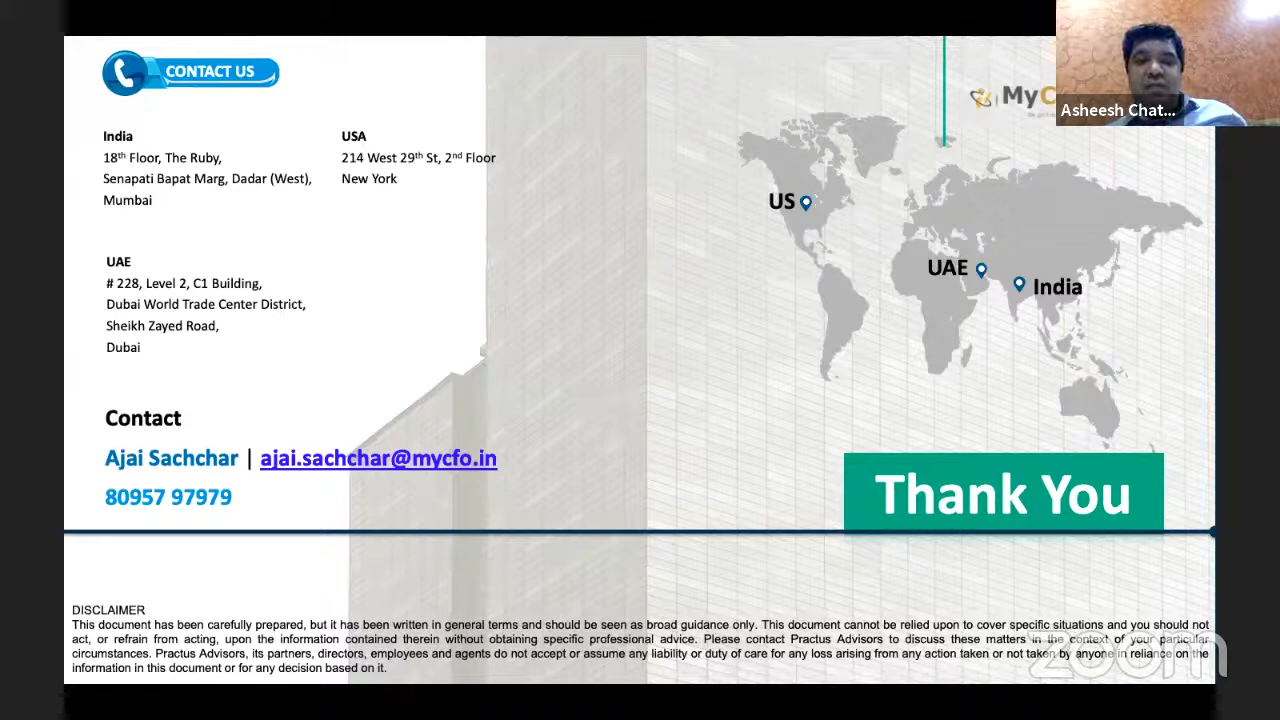 CONTACT US
India
18th Floor, The Ruby,
Senapati Bapat Marg, Dadar (West),
Mumbai
USA
214 West 29th St, 2nd Floor
New York
UAE
# 228, Level 2, C1 Building,
Dubai World Trade Center District,
Sheikh Zayed Road,
Dubai
Contact
Ajai Sachchar | ajai.sachchar@mycfo.in
80957 97979
MyC
Asheesh Chat...
US
UAE
India
Thank You
DISCLAIMER
This document has been carefully prepared, but it has been written in general terms and should be seen as broad guidance only. This document cannot be relied upon to cover specific situations and you should not
act, or refrain from acting, upon the information contained therein without obtaining specific professional advice. Please contact Practus Advisors to discuss these matters in the context of your particular
circumstances. Practus Advisors, its partners, directors, employees and agents do not accept or assume any liability or duty of care for any loss arising from any action taken or not taken by anyone in reliance on the
information in this document or for any decision based on it.
zoom